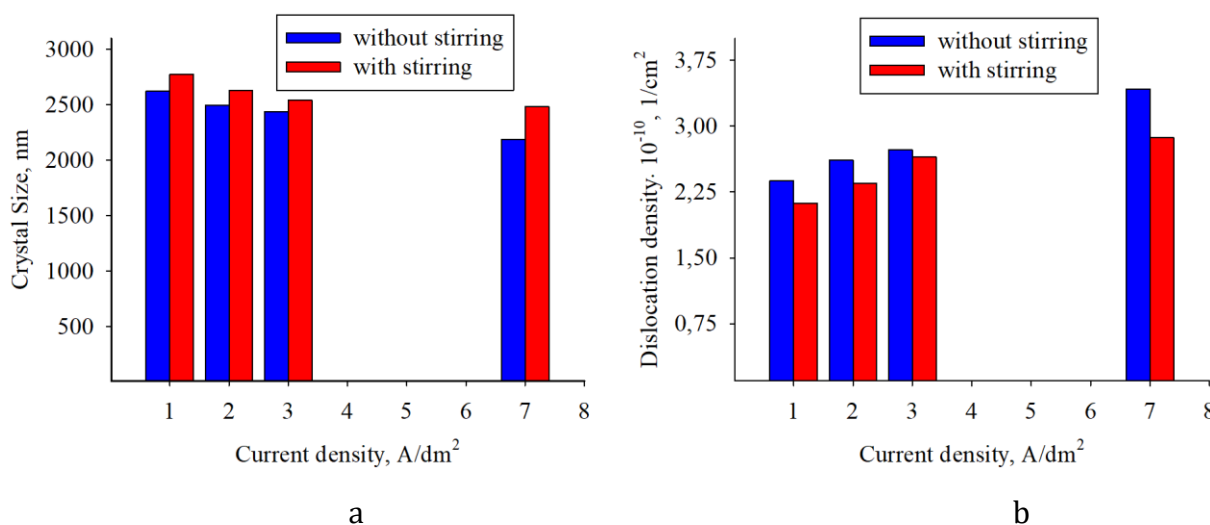 without stirring
with stirring
3000
2500
2000
1500
1000
500
Crystal Size, nm
1 2 3 4 5 6 7 8
Current density, A/dm²
a
without stirring
with stirring
3,75
3,00
2,25
1,50
0,75
Dislocation density· 10⁻¹⁰, 1/cm²
1 2 3 4 5 6 7 8
Current density, A/dm²
b